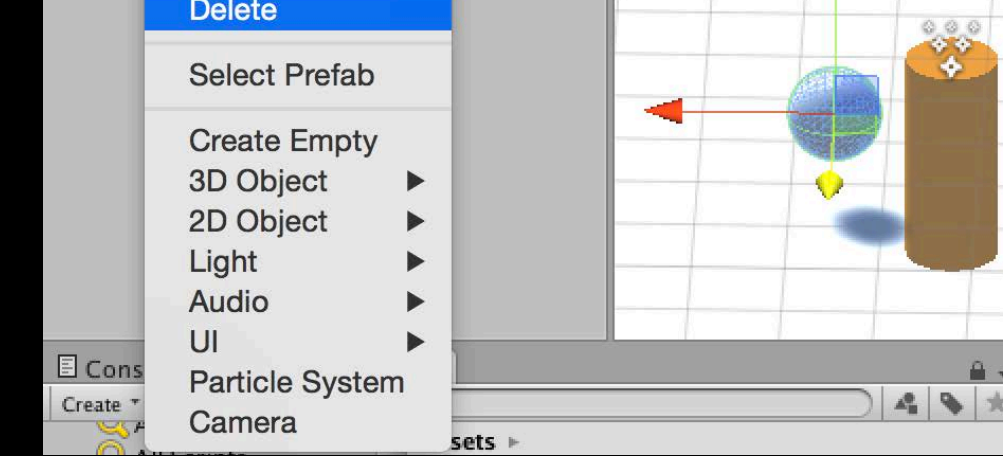 Delete
Select Prefab
Create Empty
3D Object
2D Object
Light
Audio
UI
Particle System
Camera
Cons
Create
sets